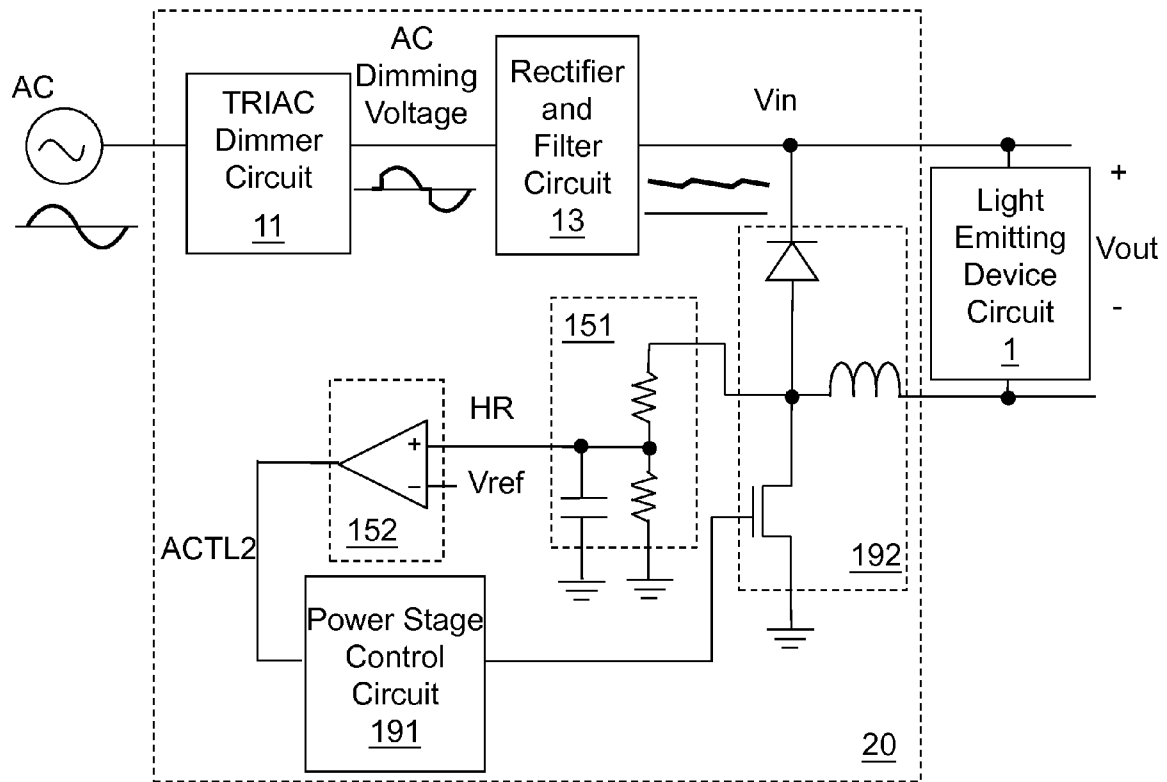 AC
TRIAC
Dimmer
Circuit
11
AC
Dimming
Voltage
Rectifier
and
Filter
Circuit
13
Vin
Light
Emitting
Device
Circuit
1
+
Vout
-
151
HR
+
Vref
−
152
ACTL2
192
Power Stage
Control
Circuit
191
20